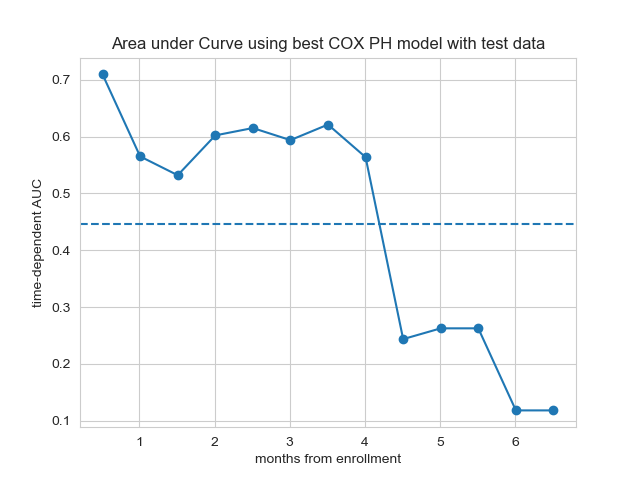 Area under Curve using best COX PH model with test data
time-dependent AUC
0.7
0.6
0.5
0.4
0.3
0.2
0.1
1 2 3 4 5 6
months from enrollment